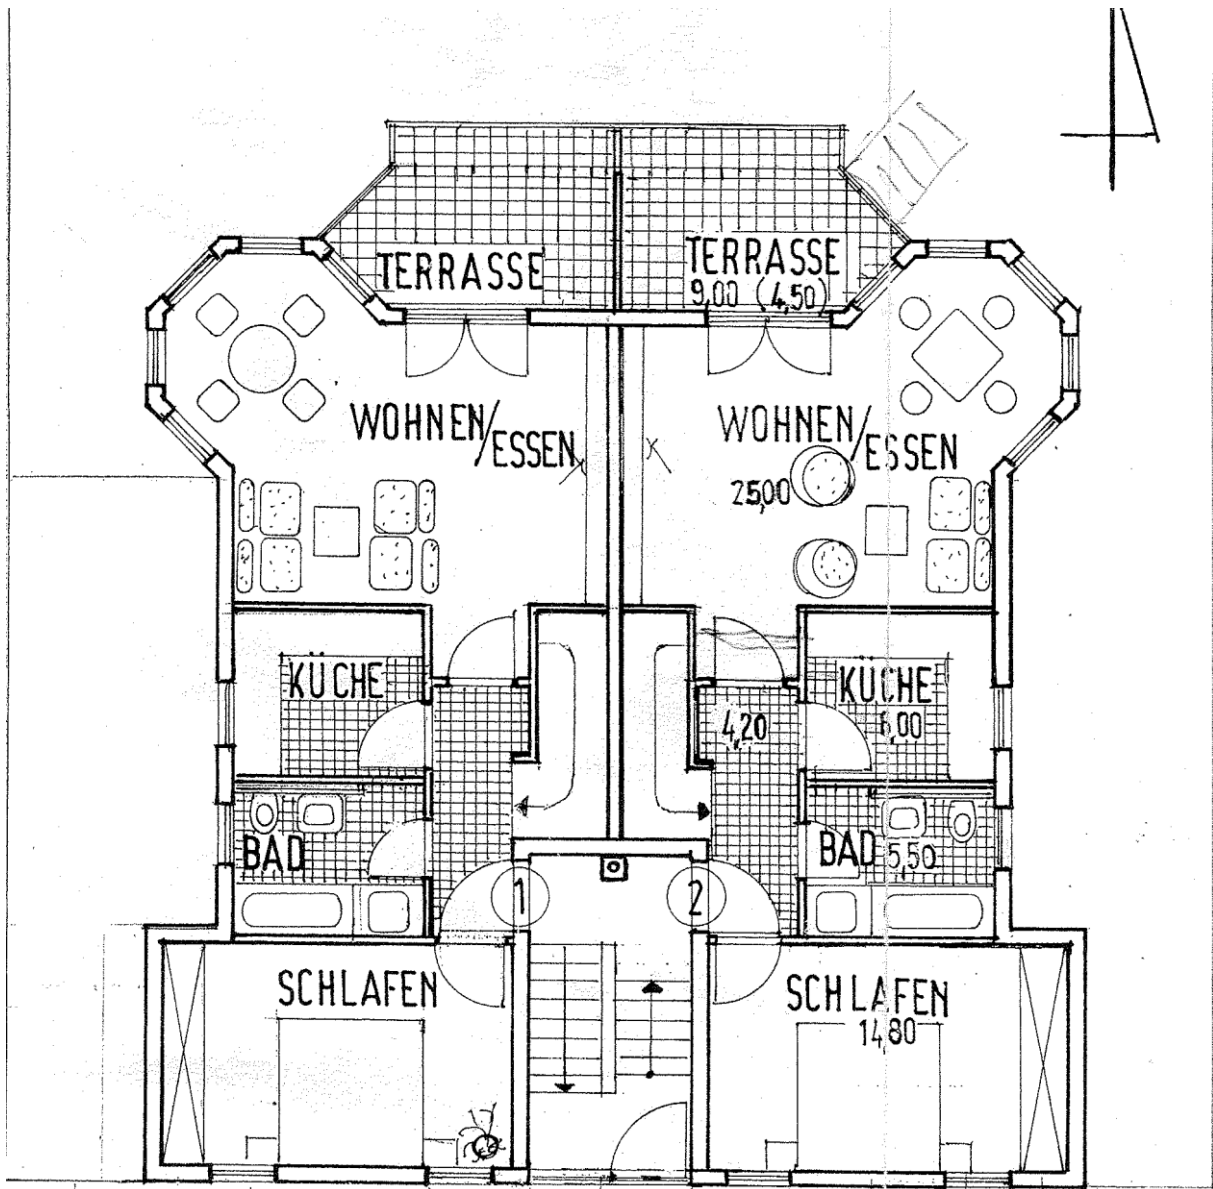 TERRASSE
TERRASSE
9,00 (4,50)
WOHNEN/ESSEN
WOHNEN/ESSEN
25,00
KÜCHE
KÜCHE
6,00
4,20
BAD
BAD 5,50
1
2
SCHLAFEN
SCHLAFEN
14,80